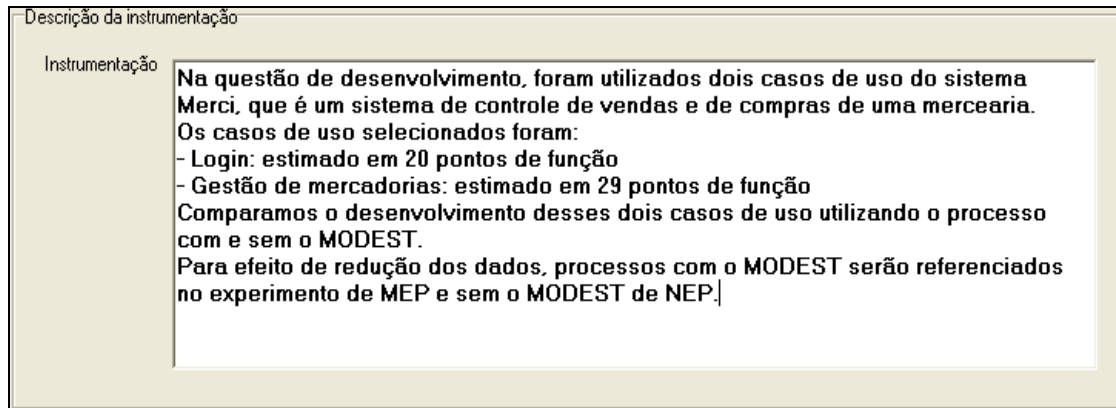 Descrição da instrumentação
Instrumentação
Na questão de desenvolvimento, foram utilizados dois casos de uso do sistema
Merci, que é um sistema de controle de vendas e de compras de uma mercearia.
Os casos de uso selecionados foram:
- Login: estimado em 20 pontos de função
- Gestão de mercadorias: estimado em 29 pontos de função
Comparamos o desenvolvimento desses dois casos de uso utilizando o processo
com e sem o MODEST.
Para efeito de redução dos dados, processos com o MODEST serão referenciados
no experimento de MEP e sem o MODEST de NEP.